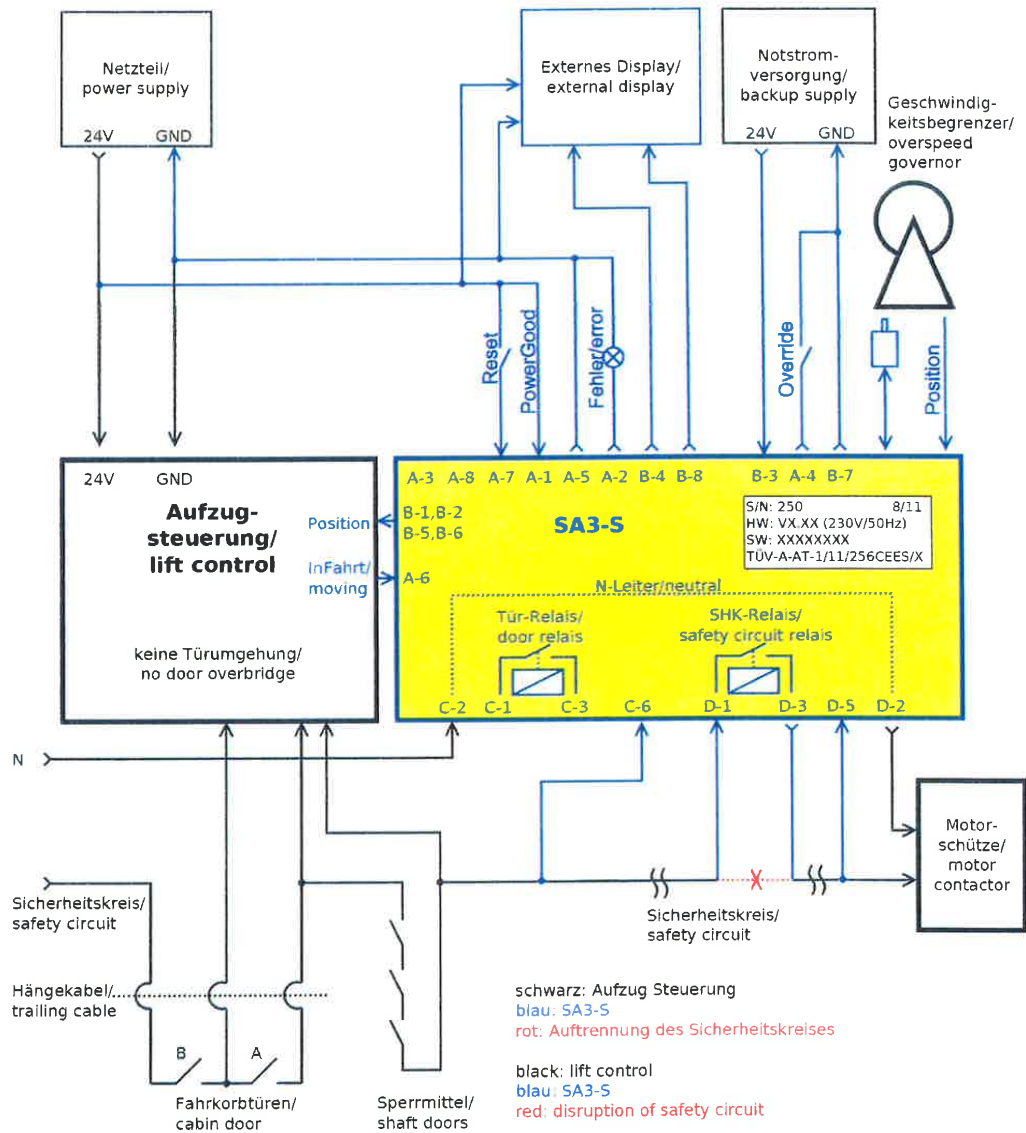 Netzteil/
power supply
24V GND
Externes Display/
external display
Notstrom-
versorgung/
backup supply
24V GND
Geschwindig-
keitsbegrenzer/
overspeed
governor
Reset
PowerGood
Fehler/error
Override
Position
24V GND
Aufzug-
steuerung/
lift control
Position
InFahrt/
moving
keine Türumgehung/
no door overbridge
A-3 A-8 A-7 A-1 A-5 A-2 B-4 B-8 B-3 A-4 B-7
B-1,B-2
B-5,B-6
A-6
SA3-S
S/N: 250 8/11
HW: VX.XX (230V/50Hz)
SW: XXXXXXXX
TÜV-A-AT-1/11/256CEES/X
N-Leiter/neutral
Tür-Relais/
door relais
SHK-Relais/
safety circuit relais
C-2 C-1 C-3 C-6 D-1 D-3 D-5 D-2
N
Motor-
schütze/
motor
contactor
Sicherheitskreis/
safety circuit
Sicherheitskreis/
safety circuit
Hängekabel/
trailing cable
B A
Fahrkorbtüren/
cabin door
Sperrmittel/
shaft doors
schwarz: Aufzug Steuerung
blau: SA3-S
rot: Auftrennung des Sicherheitskreises
black: lift control
blau: SA3-S
red: disruption of safety circuit